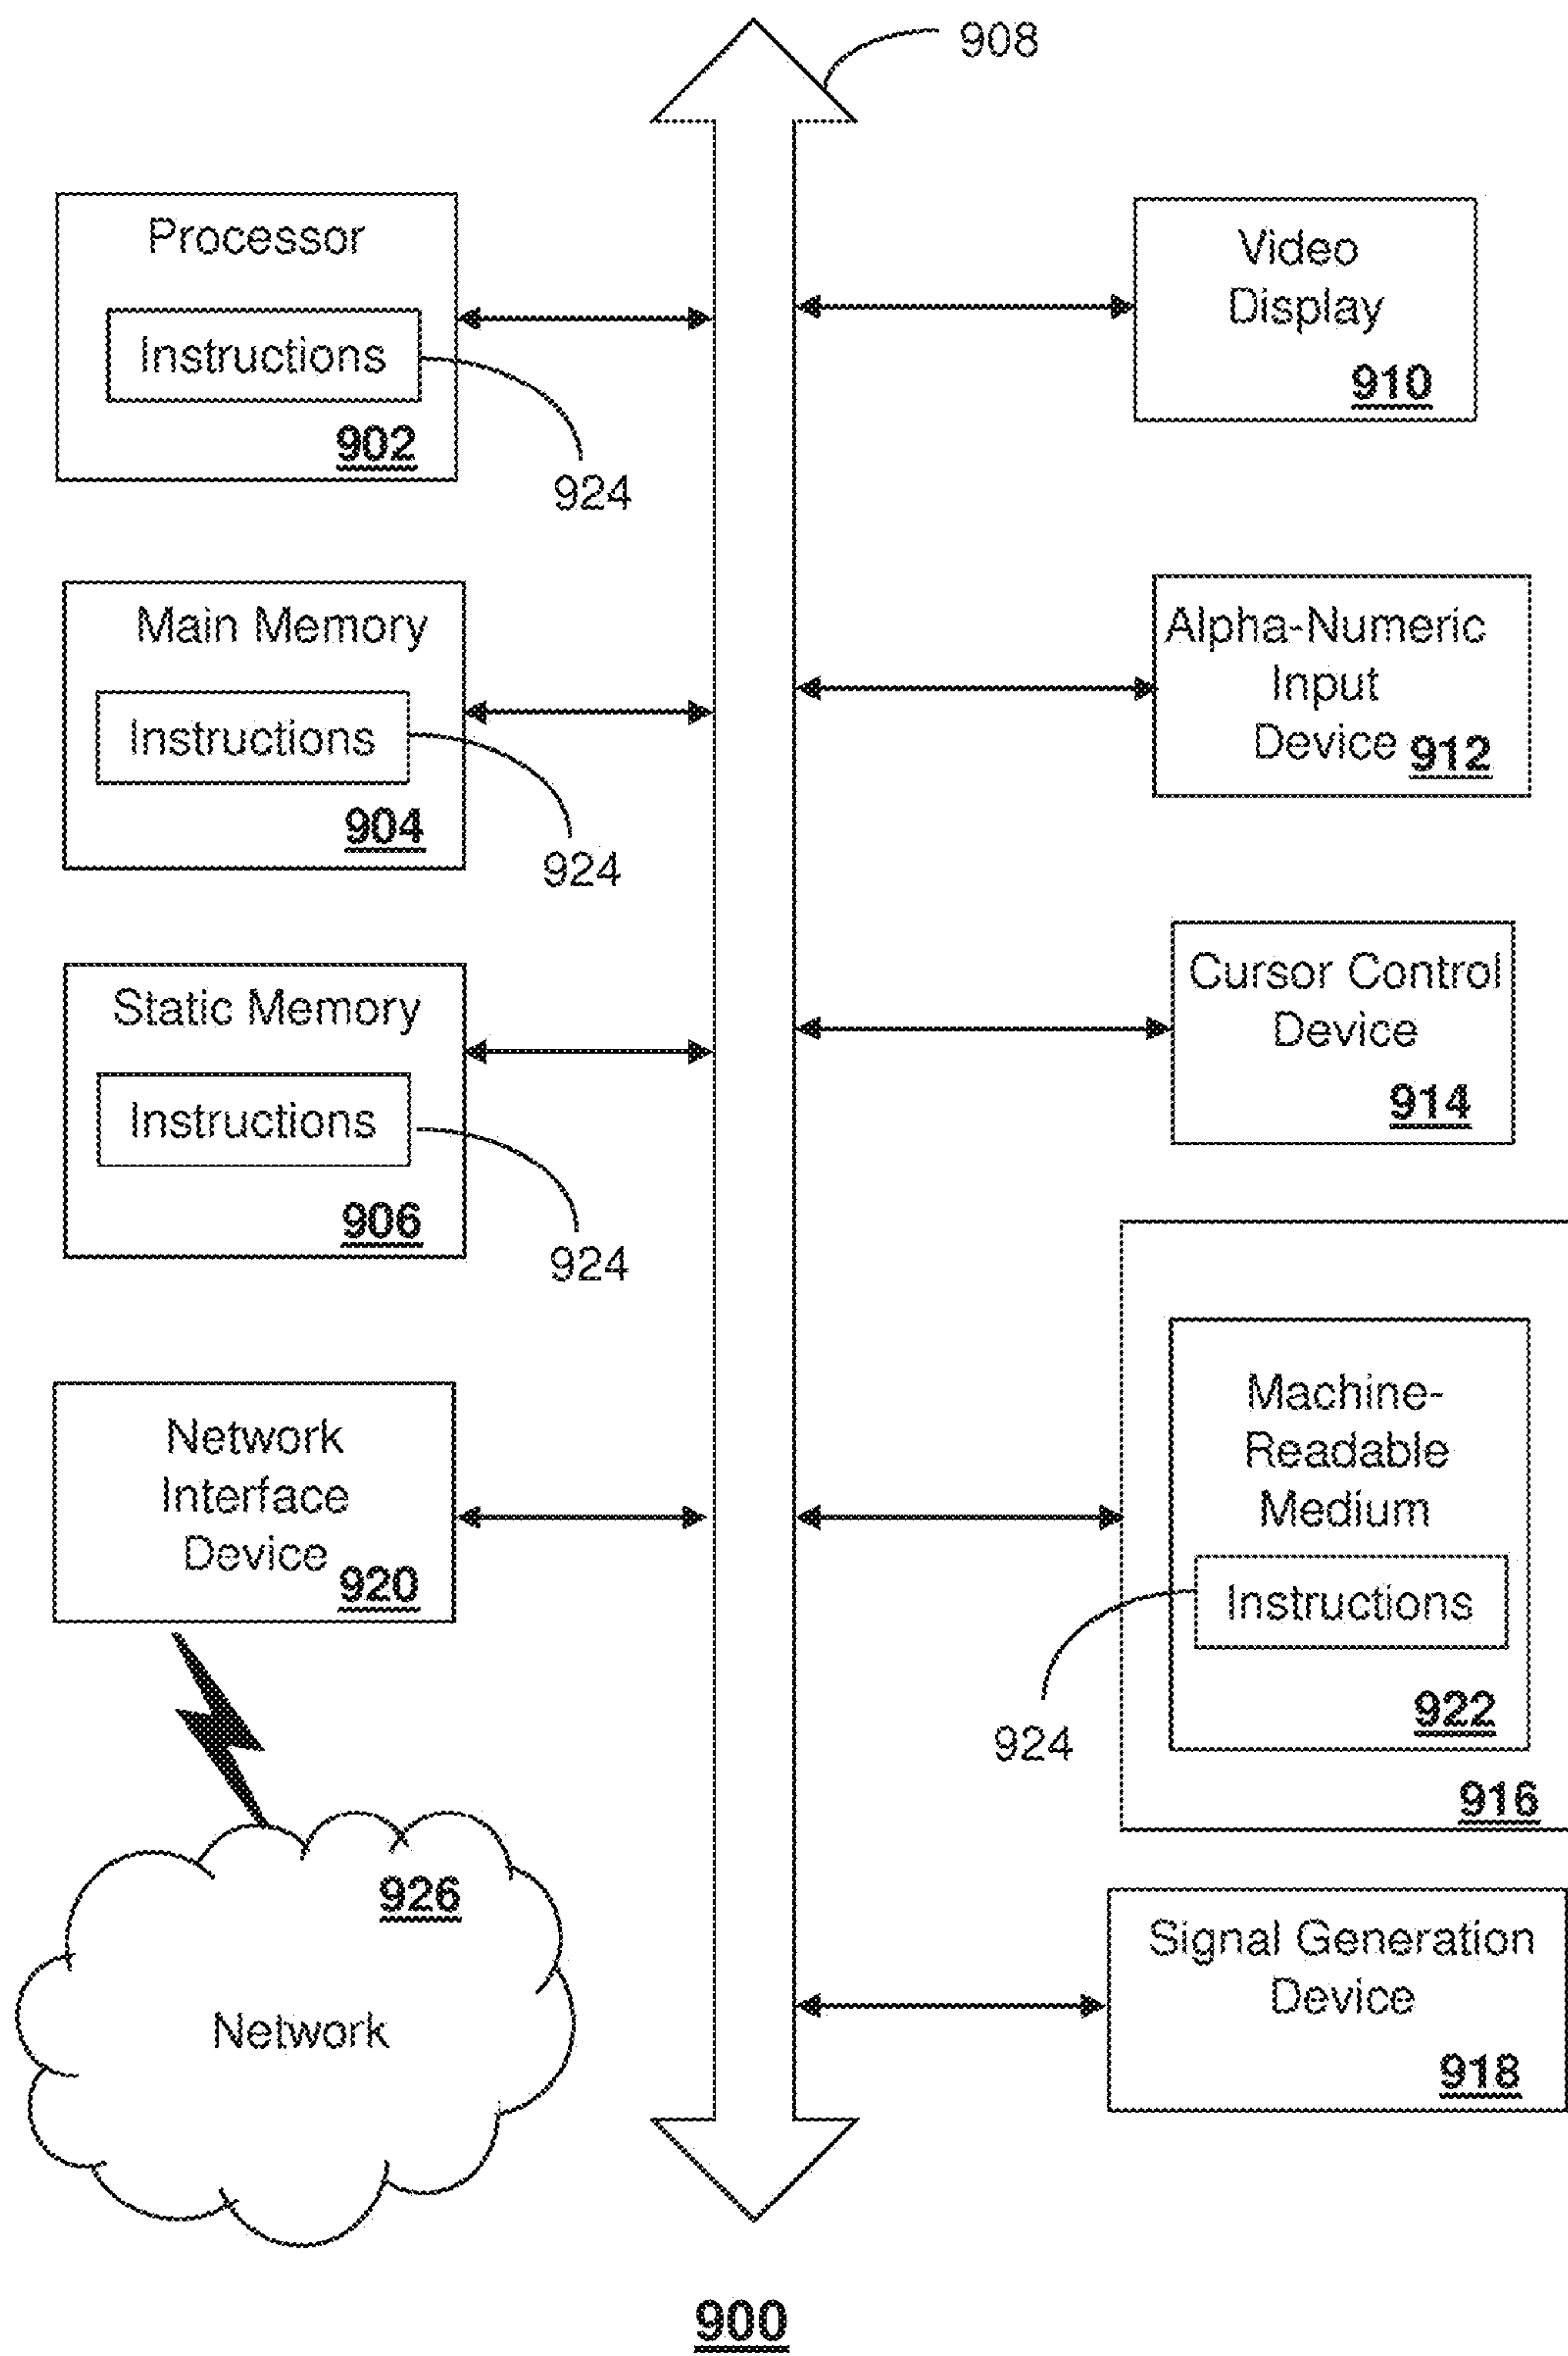 908
Processor
Instructions
902
924
Main Memory
Instructions
904
924
Static Memory
Instructions
906
924
Network
Interface
Device
920
926
Network
Video
Display
910
Alpha-Numeric
Input
Device 912
Cursor Control
Device
914
Machine-
Readable
Medium
Instructions
922
924
916
Signal Generation
Device
918
900